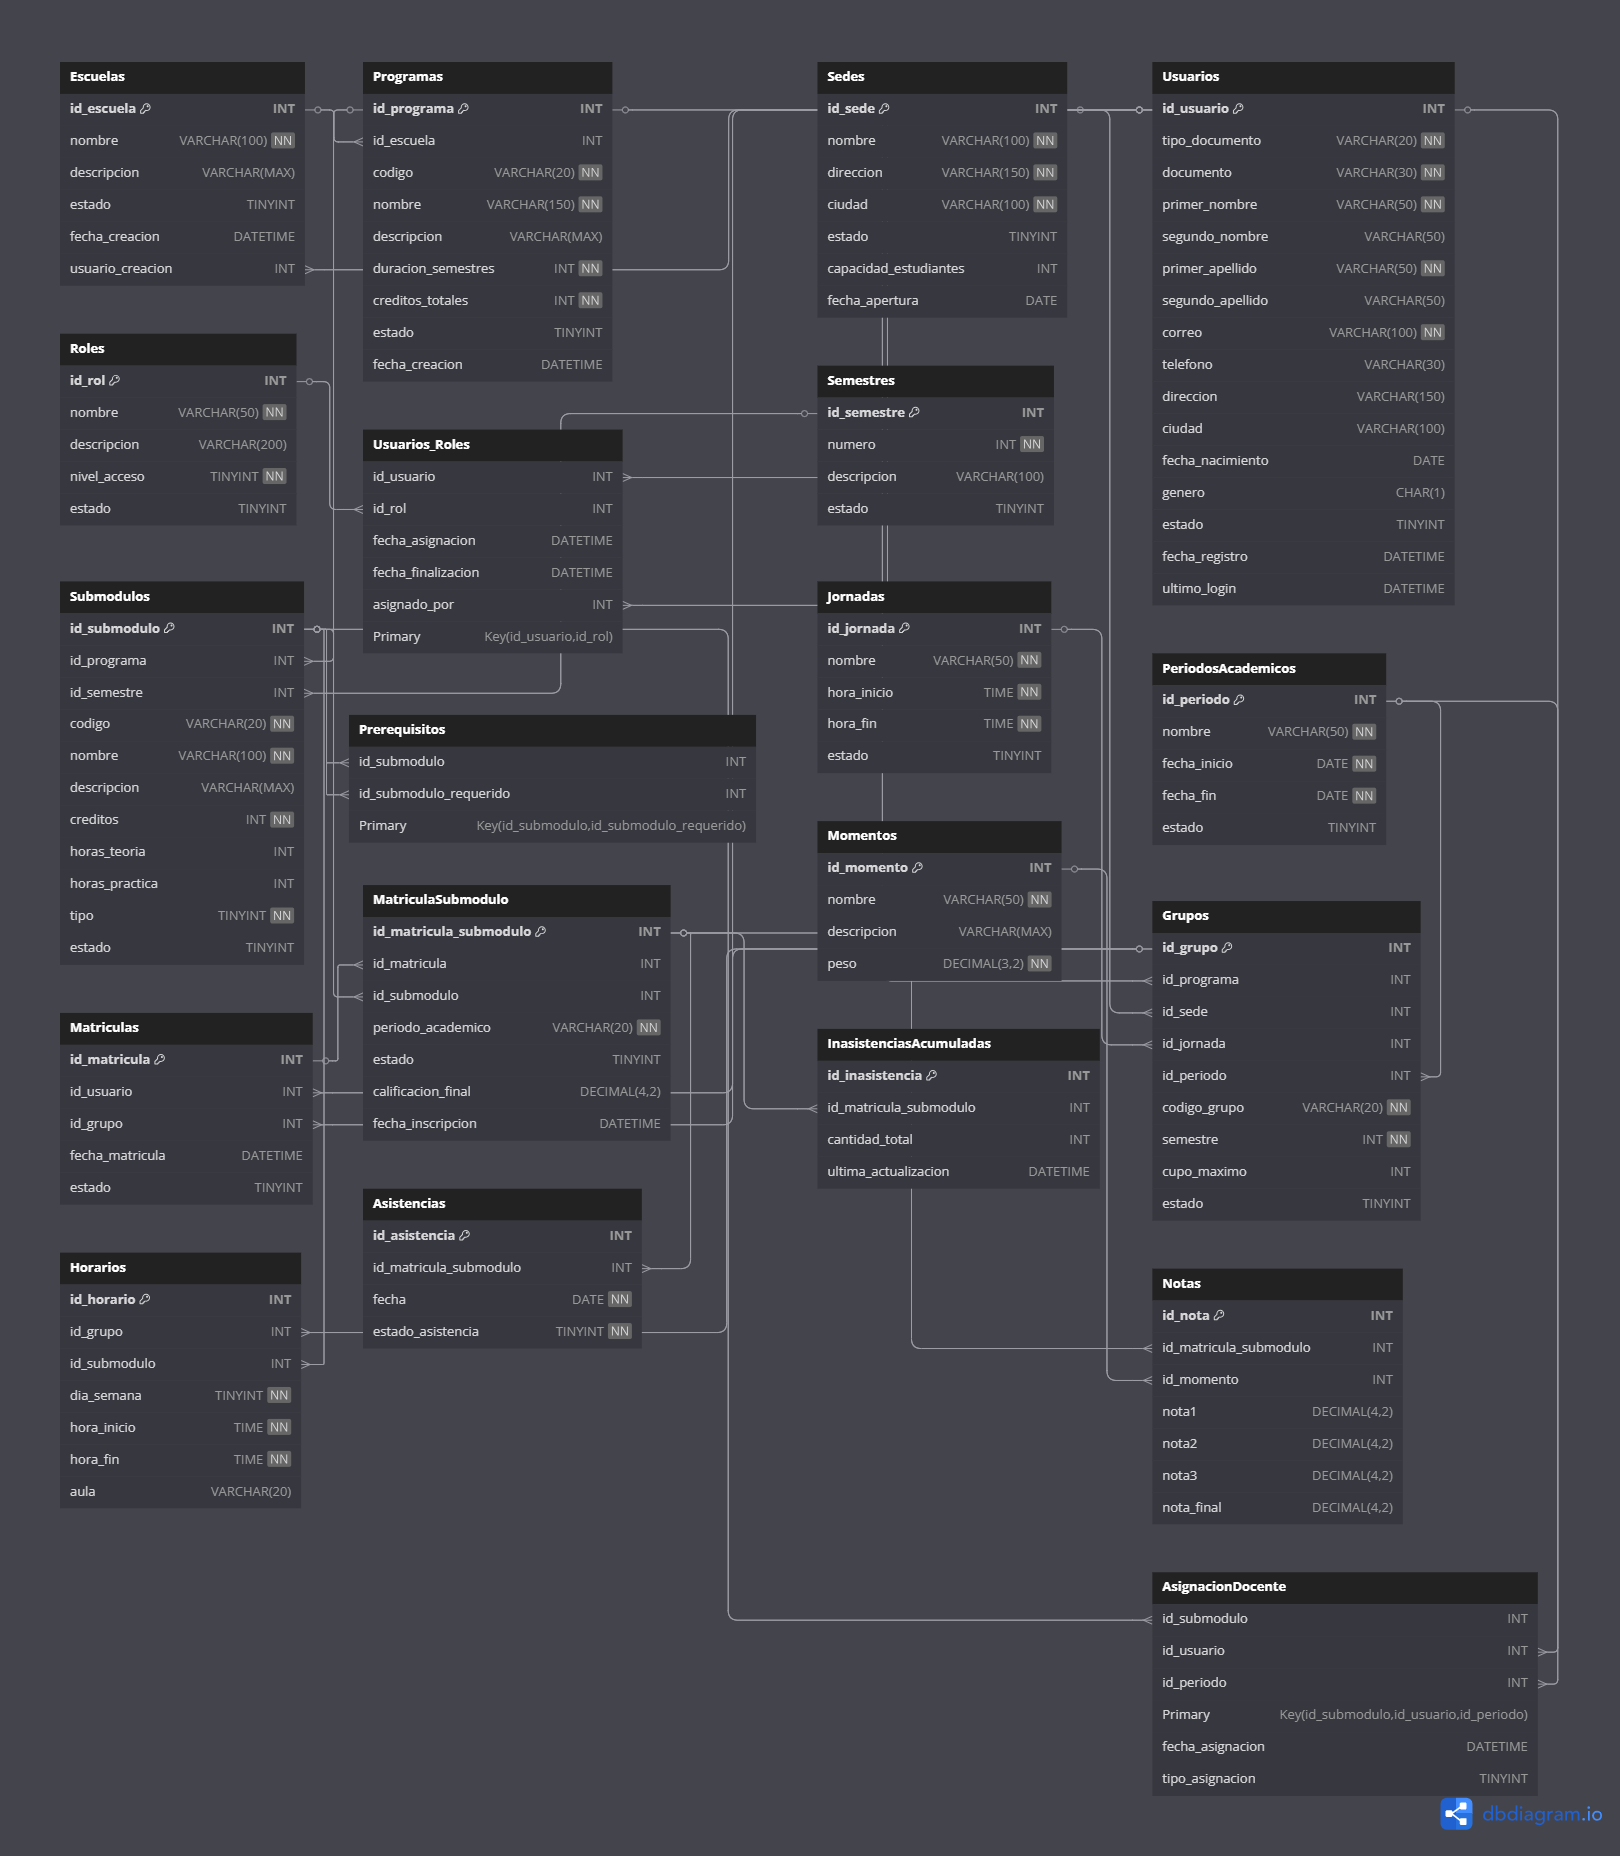 Escuelas
id_escuela INT
nombre VARCHAR(100) NN
descripcion VARCHAR(MAX)
estado TINYINT
fecha_creacion DATETIME
usuario_creacion INT
Programas
id_programa INT
id_escuela INT
codigo VARCHAR(20) NN
nombre VARCHAR(150) NN
descripcion VARCHAR(MAX)
duracion_semestres INT NN
creditos_totales INT NN
estado TINYINT
fecha_creacion DATETIME
Sedes
id_sede INT
nombre VARCHAR(100) NN
direccion VARCHAR(150) NN
ciudad VARCHAR(100) NN
estado TINYINT
capacidad_estudiantes INT
fecha_apertura DATE
Usuarios
id_usuario INT
tipo_documento VARCHAR(20) NN
documento VARCHAR(30) NN
primer_nombre VARCHAR(50) NN
segundo_nombre VARCHAR(50)
primer_apellido VARCHAR(50) NN
segundo_apellido VARCHAR(50)
correo VARCHAR(100) NN
telefono VARCHAR(30)
direccion VARCHAR(150)
ciudad VARCHAR(100)
fecha_nacimiento DATE
genero CHAR(1)
estado TINYINT
fecha_registro DATETIME
ultimo_login DATETIME
Roles
id_rol INT
nombre VARCHAR(50) NN
descripcion VARCHAR(200)
nivel_acceso TINYINT NN
estado TINYINT
Usuarios_Roles
id_usuario INT
id_rol INT
fecha_asignacion DATETIME
fecha_finalizacion DATETIME
asignado_por INT
Primary Key(id_usuario,id_rol)
Semestres
id_semestre INT
numero INT NN
descripcion VARCHAR(100)
estado TINYINT
Submodulos
id_submodulo INT
id_programa INT
id_semestre INT
codigo VARCHAR(20) NN
nombre VARCHAR(100) NN
descripcion VARCHAR(MAX)
creditos INT NN
horas_teoria INT
horas_practica INT
tipo TINYINT NN
estado TINYINT
Prerequisitos
id_submodulo INT
id_submodulo_requerido INT
Primary Key(id_submodulo,id_submodulo_requerido)
Jornadas
id_jornada INT
nombre VARCHAR(50) NN
hora_inicio TIME NN
hora_fin TIME NN
estado TINYINT
PeriodosAcademicos
id_periodo INT
nombre VARCHAR(50) NN
fecha_inicio DATE NN
fecha_fin DATE NN
estado TINYINT
MatriculaSubmodulo
id_matricula_submodulo INT
id_matricula INT
id_submodulo INT
periodo_academico VARCHAR(20) NN
estado TINYINT
calificacion_final DECIMAL(4,2)
fecha_inscripcion DATETIME
Momentos
id_momento INT
nombre VARCHAR(50) NN
descripcion VARCHAR(MAX)
peso DECIMAL(3,2) NN
Grupos
id_grupo INT
id_programa INT
id_sede INT
id_jornada INT
id_periodo INT
codigo_grupo VARCHAR(20) NN
semestre INT NN
cupo_maximo INT
estado TINYINT
Matriculas
id_matricula INT
id_usuario INT
id_grupo INT
fecha_matricula DATETIME
estado TINYINT
InasistenciasAcumuladas
id_inasistencia INT
id_matricula_submodulo INT
cantidad_total INT
ultima_actualizacion DATETIME
Asistencias
id_asistencia INT
id_matricula_submodulo INT
fecha DATE NN
estado_asistencia TINYINT NN
Horarios
id_horario INT
id_grupo INT
id_submodulo INT
dia_semana TINYINT NN
hora_inicio TIME NN
hora_fin TIME NN
aula VARCHAR(20)
Notas
id_nota INT
id_matricula_submodulo INT
id_momento INT
nota1 DECIMAL(4,2)
nota2 DECIMAL(4,2)
nota3 DECIMAL(4,2)
nota_final DECIMAL(4,2)
AsignacionDocente
id_submodulo INT
id_usuario INT
id_periodo INT
Primary Key(id_submodulo,id_usuario,id_periodo)
fecha_asignacion DATETIME
tipo_asignacion TINYINT
dbdiagram.io